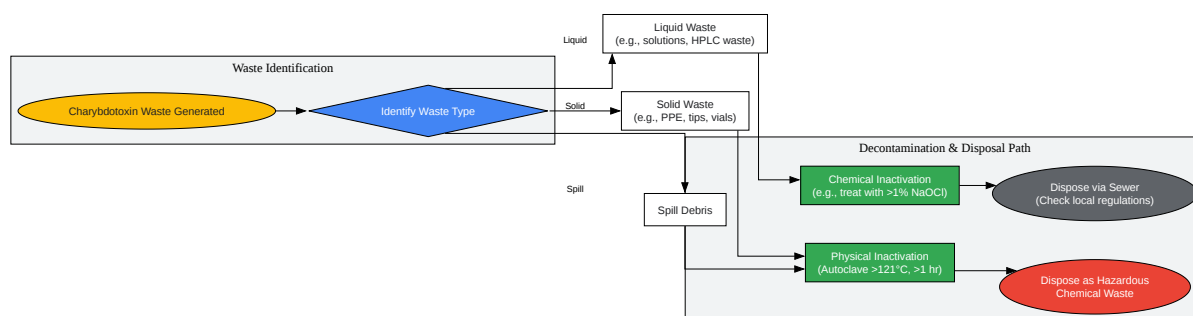 Waste Identification
Charybdotoxin Waste Generated
Identify Waste Type
Liquid
Liquid Waste
(e.g., solutions, HPLC waste)
Solid
Solid Waste
(e.g., PPE, tips, vials)
Spill
Spill Debris
Decontamination & Disposal Path
Chemical Inactivation
(e.g., treat with >1% NaOCl)
Dispose via Sewer
(Check local regulations)
Physical Inactivation
(Autoclave >121°C, >1 hr)
Dispose as Hazardous
Chemical Waste